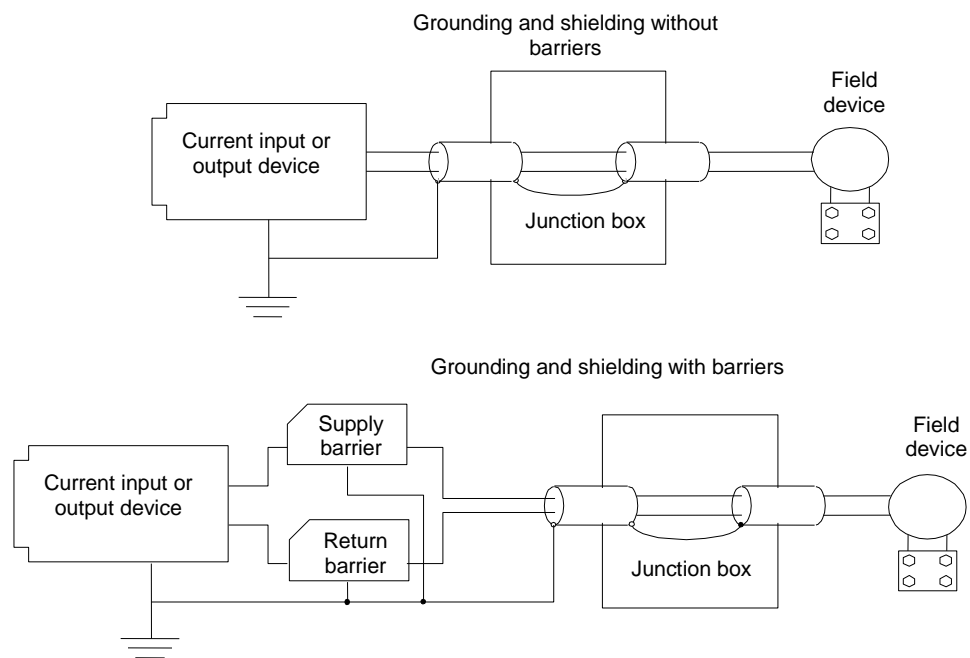 Grounding and shielding without
barriers
Field
device
Current input or
output device
Junction box
Grounding and shielding with barriers
Supply
barrier
Field
device
Current input or
output device
Return
barrier
Junction box